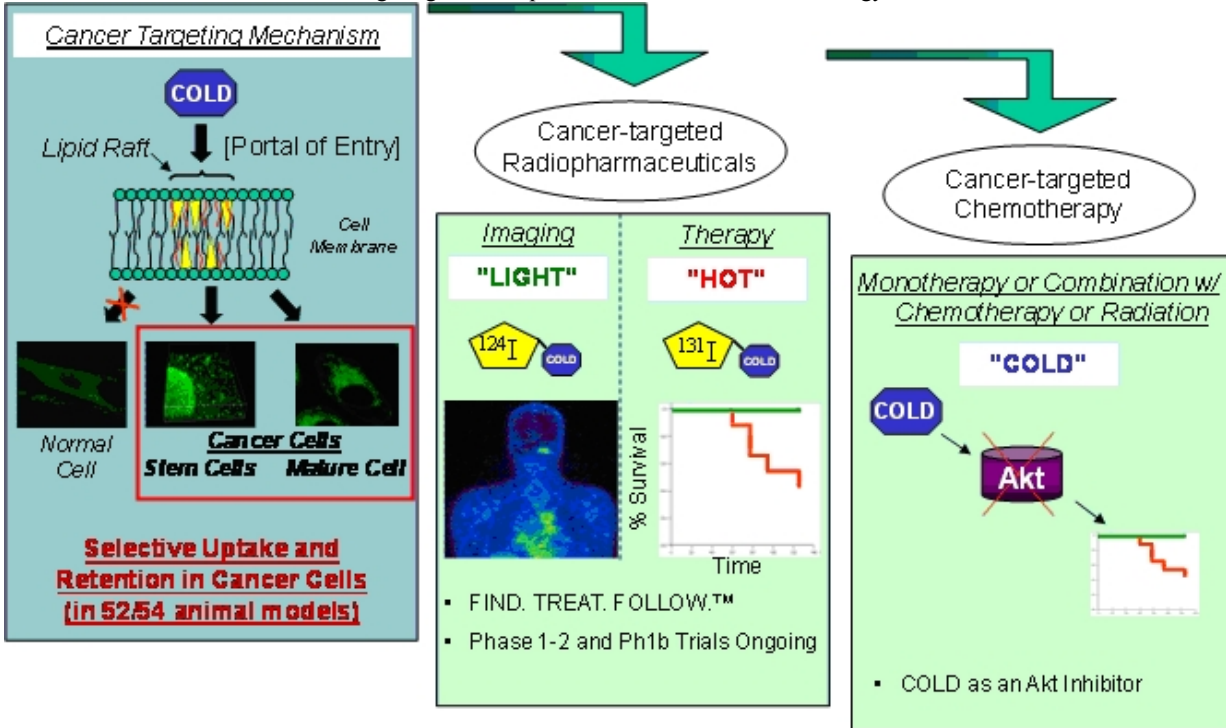 Cancer Targeting Mechanism
COLD
Lipid Raft
[Portal of Entry]
Cell
Membrane
Normal
Cell
Cancer Cells
Stem Cells
Mature Cell
Selective Uptake and
Retention in Cancer Cells
(in 52/54 animal models)
Cancer-targeted
Radiopharmaceuticals
Imaging
"LIGHT"
124I
COLD
Therapy
"HOT"
131I
COLD
% Survival
Time
▪ FIND. TREAT. FOLLOW.™
▪ Phase 1-2 and Ph1b Trials Ongoing
Cancer-targeted
Chemotherapy
Monotherapy or Combination w/
Chemotherapy or Radiation
"COLD"
COLD
Akt
▪ COLD as an Akt Inhibitor